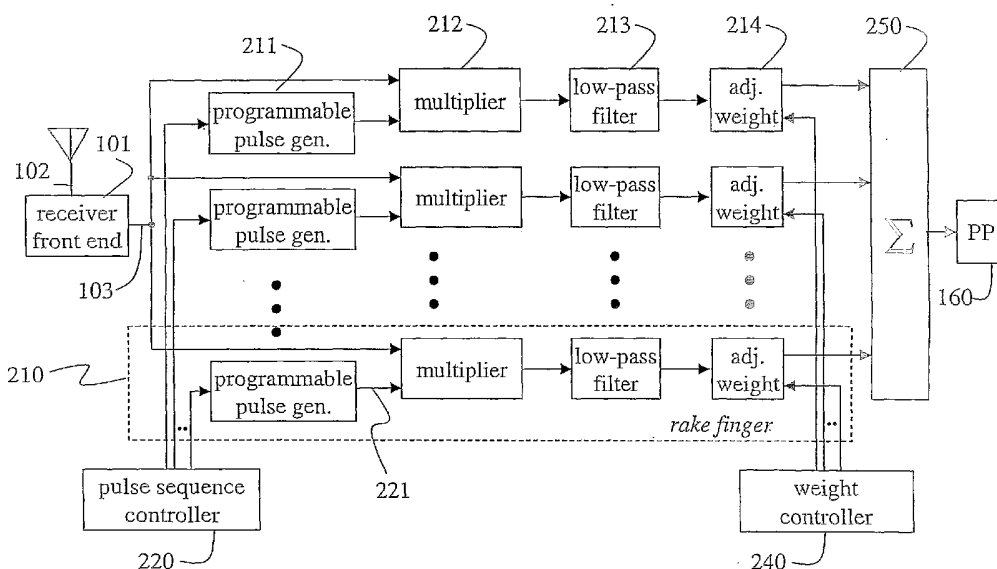 212
213
214
250
211
multiplier
low-pass
filter
adj.
weight
programmable
pulse gen.
101
102
receiver
front end
103
multiplier
low-pass
filter
adj.
weight
programmable
pulse gen.
Σ
PP
160
210
multiplier
low-pass
filter
adj.
weight
programmable
pulse gen.
rake finger
221
pulse sequence
controller
220
weight
controller
240